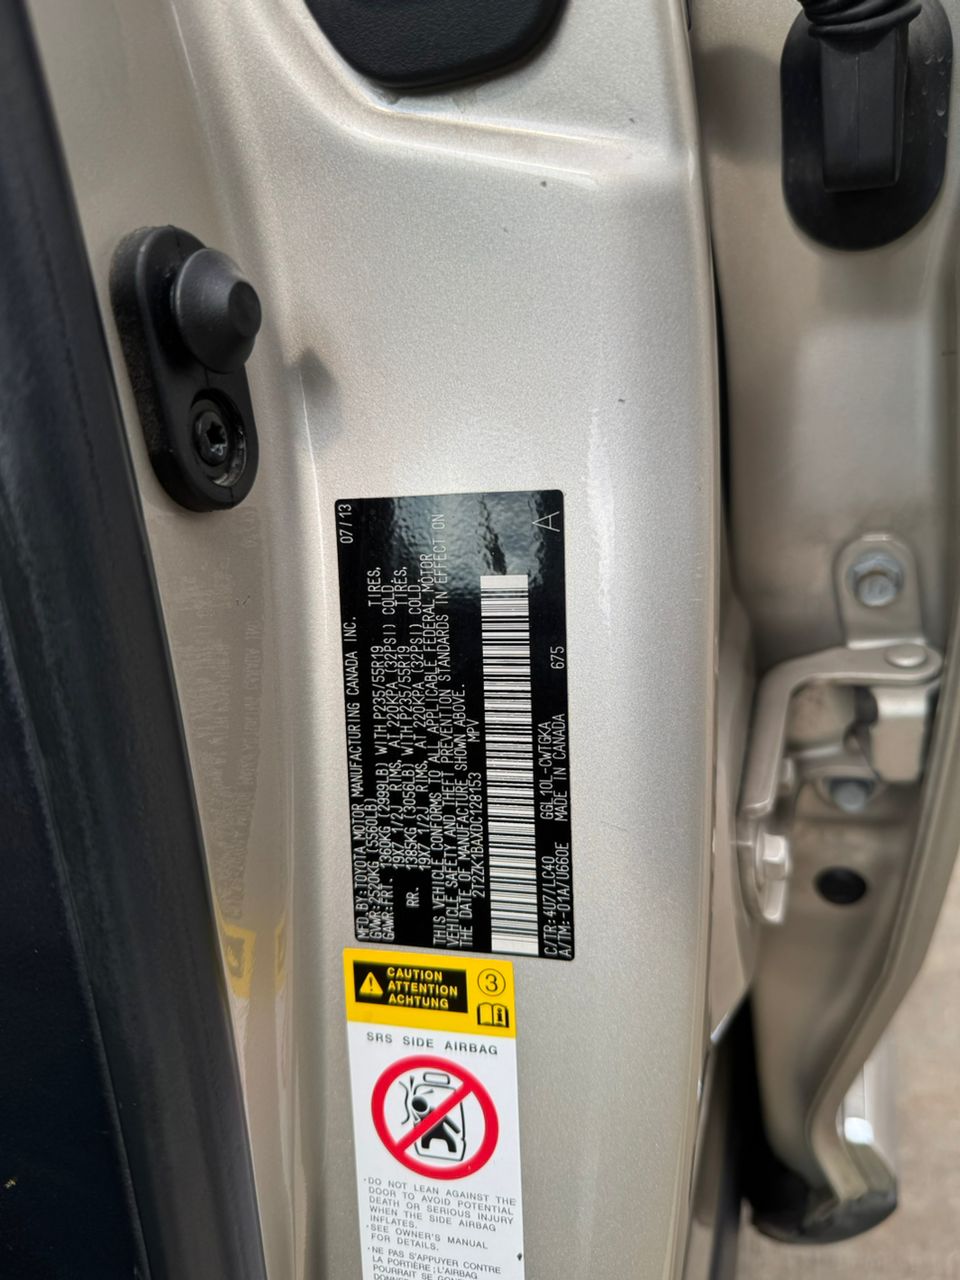 MFD.BY:TOYOTA MOTOR MANUFACTURING CANADA INC. 07/13
GVWR:2520KG (5560LB)
GAWR:FRT. 1360KG (2999LB) WITH P235/55R19 TIRES,
19X7 1/2J RIMS, AT 220KPA (32PSI) COLD.
RR. 1385KG (3056LB) WITH P235/55R19 TIRES,
19X7 1/2J RIMS, AT 220KPA (32PSI) COLD.
THIS VEHICLE CONFORMS TO ALL APPLICABLE FEDERAL MOTOR
VEHICLE SAFETY AND THEFT PREVENTION STANDARDS IN EFFECT ON
THE DATE OF MANUFACTURE SHOWN ABOVE.
2T2ZK1BAXDC128153 MPV
A
C/TR:407/LC40 GGL10L-CWTGKA 675
A/TM:-01A/U660E MADE IN CANADA
CAUTION
ATTENTION
ACHTUNG
3
SRS SIDE AIRBAG
·DO NOT LEAN AGAINST THE
DOOR TO AVOID POTENTIAL
DEATH OR SERIOUS INJURY
WHEN THE SIDE AIRBAG
INFLATES.
·SEE OWNER'S MANUAL
FOR DETAILS.
·NE PAS S'APPUYER CONTRE
LA PORTIÈRE; L'AIRBAG
POURRAIT SE